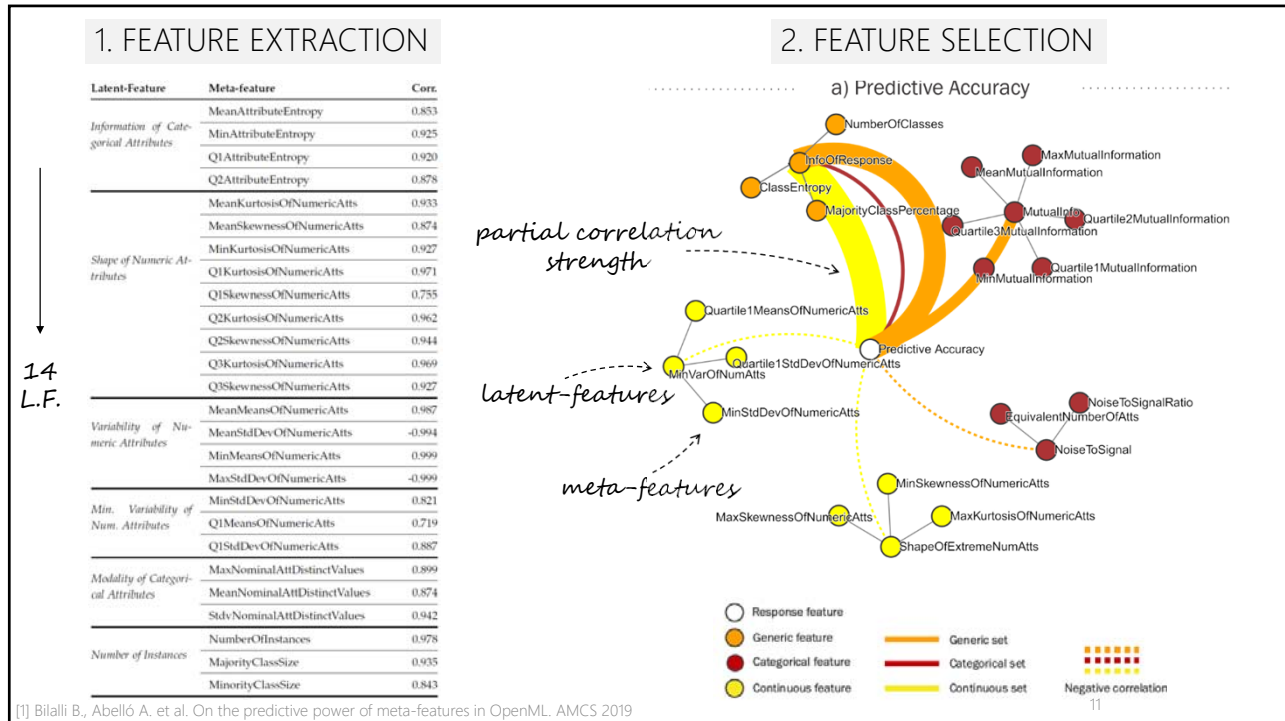 1. FEATURE EXTRACTION
Latent-Feature Meta-feature Corr.
Information of Cate-
gorical Attributes
MeanAttributeEntropy 0.853
MinAttributeEntropy 0.925
Q1AttributeEntropy 0.920
Q2AttributeEntropy 0.878
Shape of Numeric At-
tributes
MeanKurtosisOfNumericAtts 0.933
MeanSkewnessOfNumericAtts 0.874
MinKurtosisOfNumericAtts 0.927
Q1KurtosisOfNumericAtts 0.971
Q1SkewnessOfNumericAtts 0.755
Q2KurtosisOfNumericAtts 0.962
Q2SkewnessOfNumericAtts 0.944
Q3KurtosisOfNumericAtts 0.969
Q3SkewnessOfNumericAtts 0.927
Variability of Nu-
meric Attributes
MeanMeansOfNumericAtts 0.987
MeanStdDevOfNumericAtts -0.994
MinMeansOfNumericAtts 0.999
MaxStdDevOfNumericAtts -0.999
Min. Variability of
Num. Attributes
MinStdDevOfNumericAtts 0.821
Q1MeansOfNumericAtts 0.719
Q1StdDevOfNumericAtts 0.887
Modality of Categori-
cal Attributes
MaxNominalAttDistinctValues 0.899
MeanNominalAttDistinctValues 0.874
StdvNominalAttDistinctValues 0.942
Number of Instances
NumberOfInstances 0.978
MajorityClassSize 0.935
MinorityClassSize 0.843
14
L.F.
2. FEATURE SELECTION
a) Predictive Accuracy
NumberOfClasses
InfoOfResponse
ClassEntropy
MajorityClassPercentage
MaxMutualInformation
MeanMutualInformation
MutualInfo
Quartile2MutualInformation
Quartile3MutualInformation
Quartile1MutualInformation
MinMutualInformation
partial correlation
strength
Quartile1MeansOfNumericAtts
Predictive Accuracy
Quartile1StdDevOfNumericAtts
MinVarOfNumAtts
latent-features
MinStdDevOfNumericAtts
meta-features
NoiseToSignalRatio
EquivalentNumberOfAtts
NoiseToSignal
MinSkewnessOfNumericAtts
MaxSkewnessOfNumericAtts
MaxKurtosisOfNumericAtts
ShapeOfExtremeNumAtts
Response feature
Generic feature
Categorical feature
Continuous feature
Generic set
Categorical set
Continuous set
Negative correlation
[1] Bilalli B., Abelló A. et al. On the predictive power of meta-features in OpenML. AMCS 2019
11